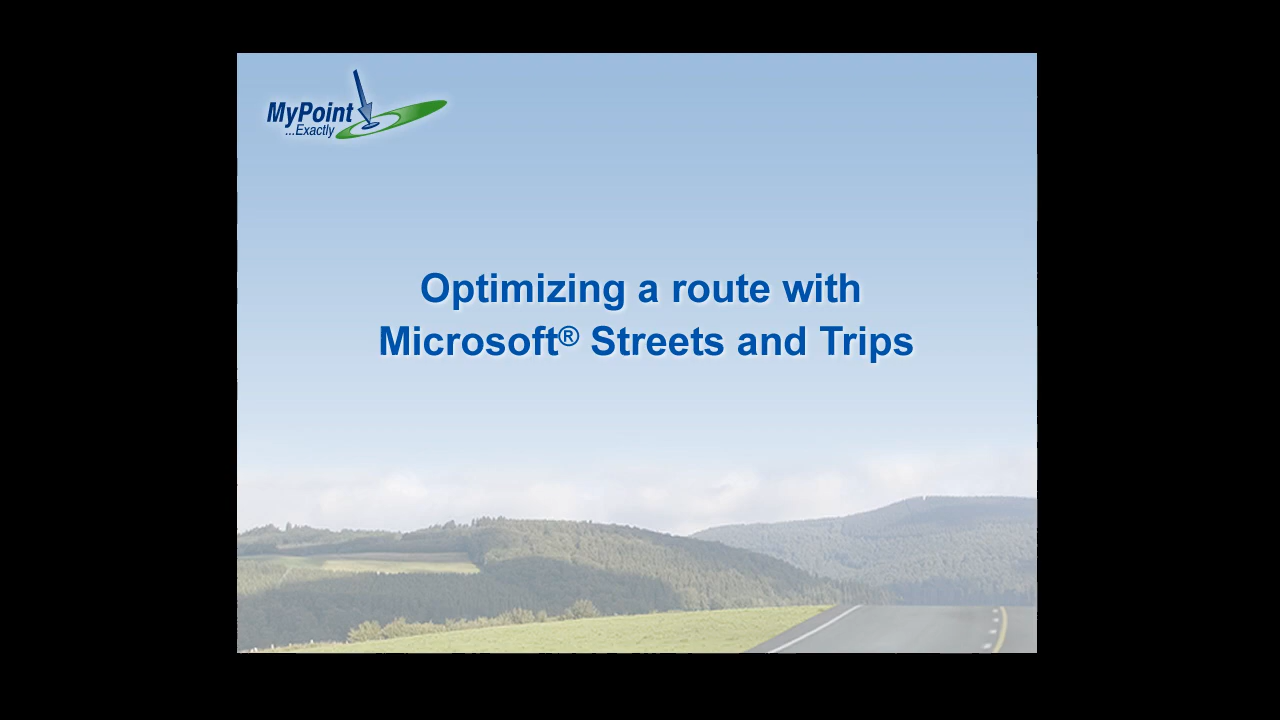 MyPoint
...Exactly
Optimizing a route with
Microsoft® Streets and Trips